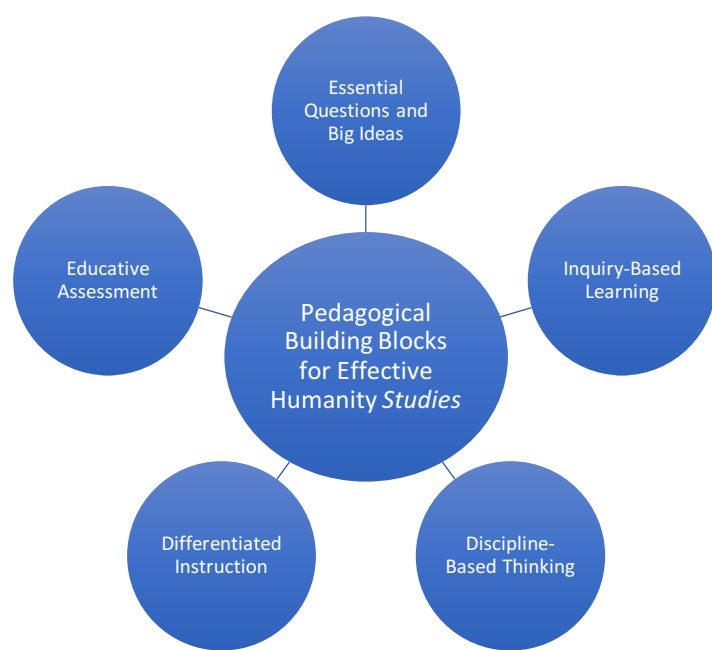 Essential
Questions and
Big Ideas
Educative
Assessment
Inquiry-Based
Learning
Pedagogical
Building Blocks
for Effective
Humanity Studies
Differentiated
Instruction
Discipline-
Based Thinking